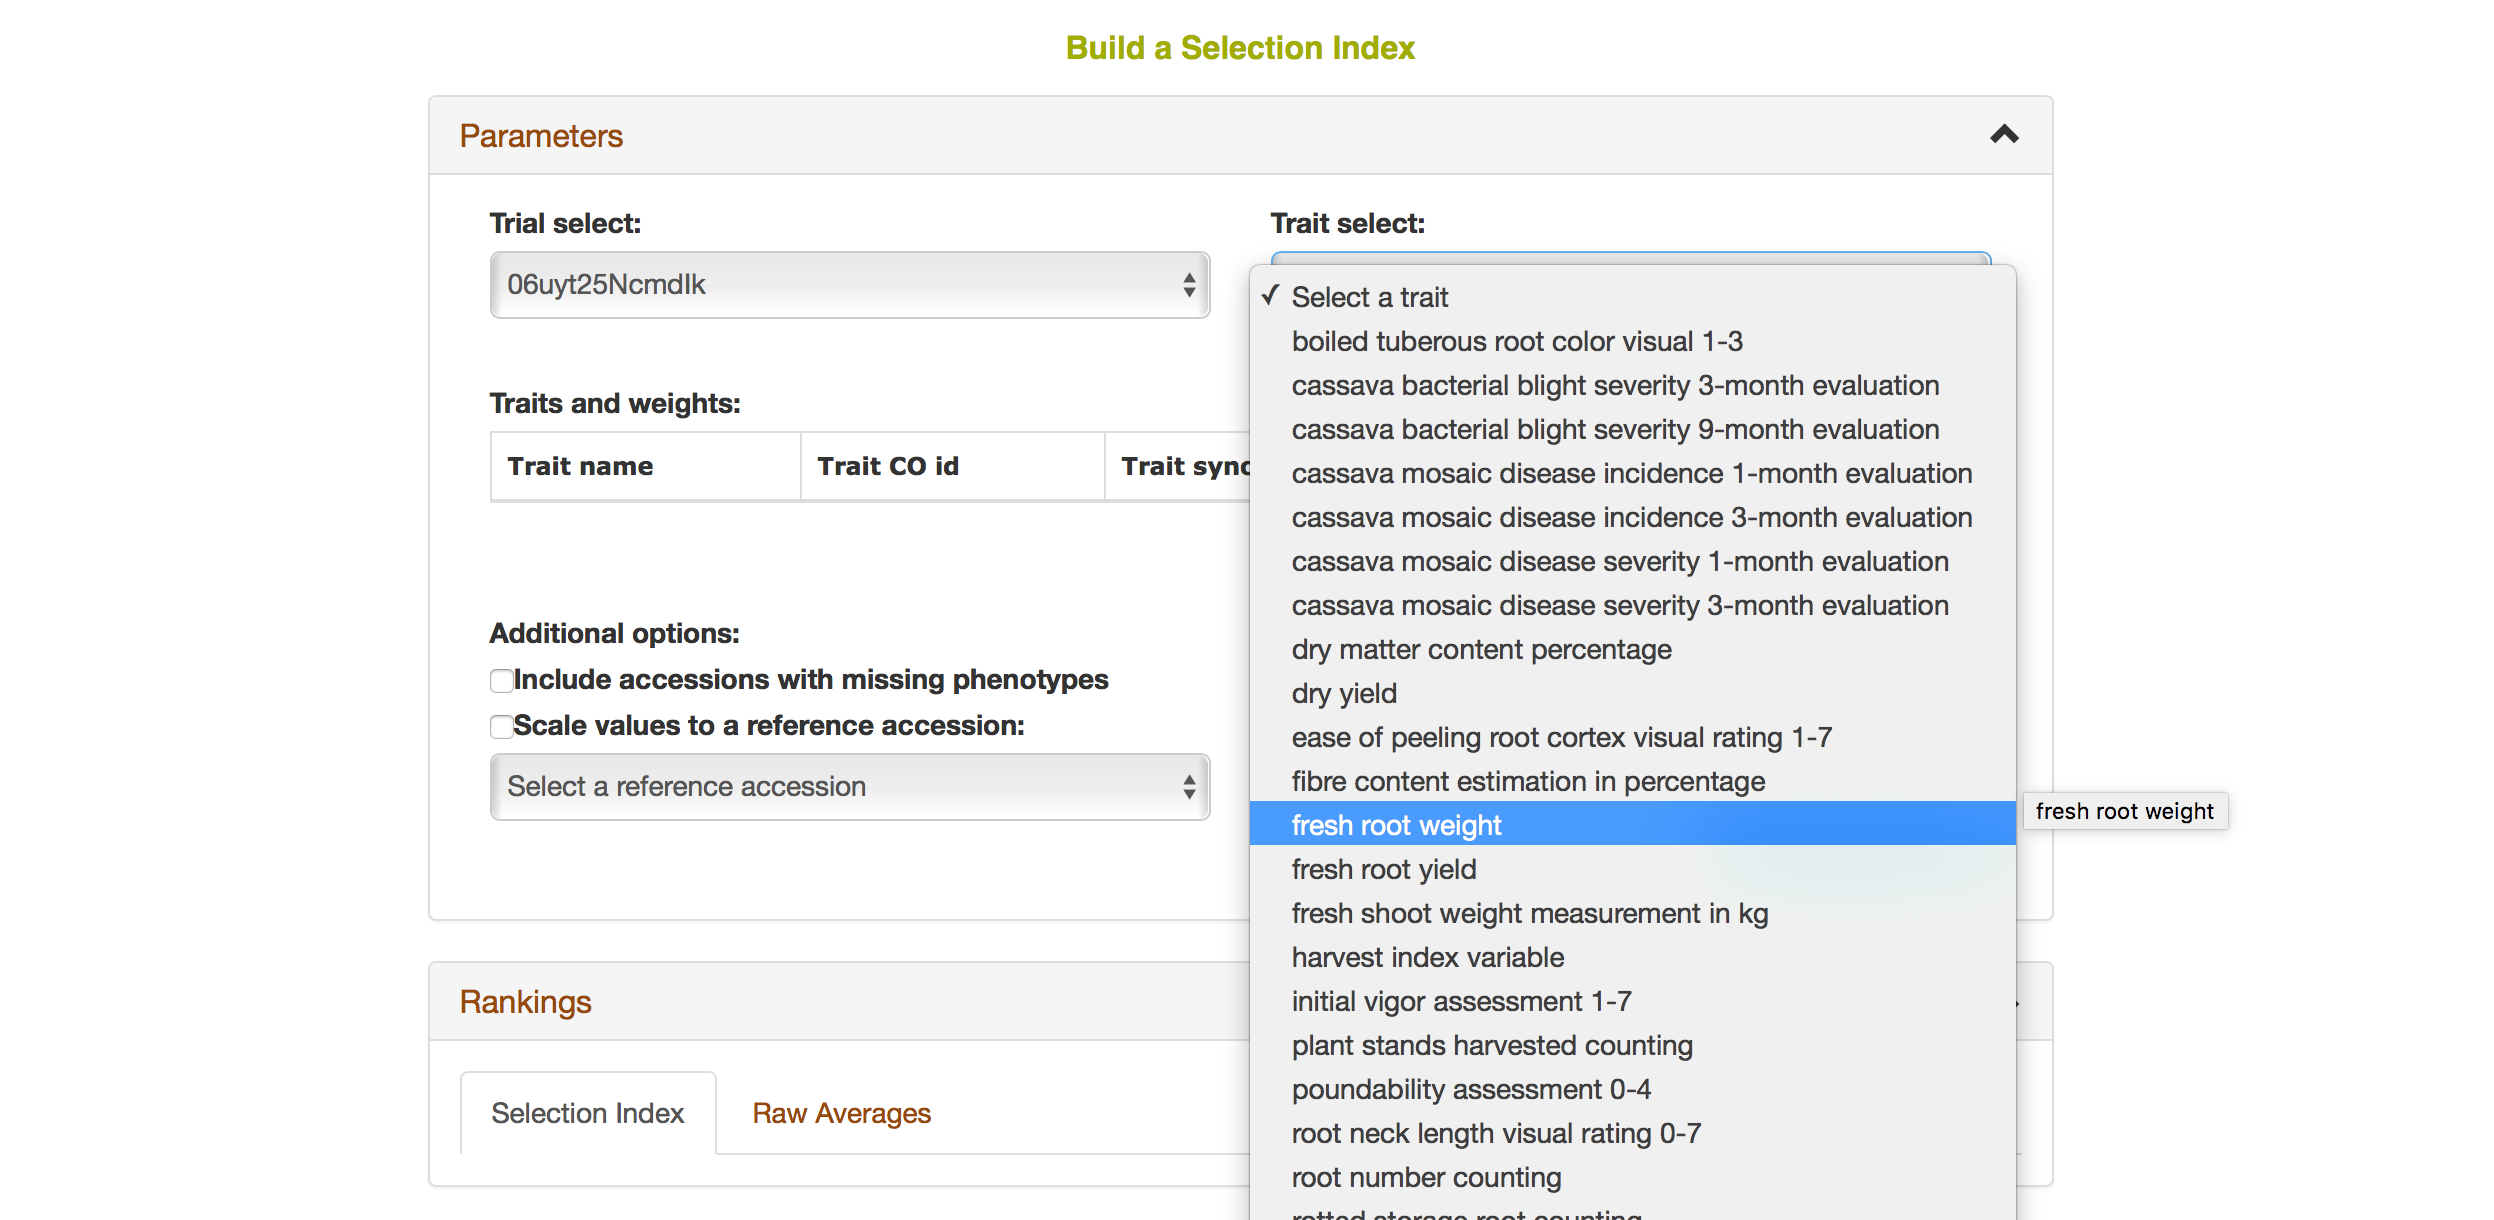 Build a Selection Index
Parameters
Trial select:
06uyt25Ncmdlk
Trait select:
✓ Select a trait
boiled tuberous root color visual 1-3
cassava bacterial blight severity 3-month evaluation
cassava bacterial blight severity 9-month evaluation
cassava mosaic disease incidence 1-month evaluation
cassava mosaic disease incidence 3-month evaluation
cassava mosaic disease severity 1-month evaluation
cassava mosaic disease severity 3-month evaluation
dry matter content percentage
dry yield
ease of peeling root cortex visual rating 1-7
fibre content estimation in percentage
fresh root weight
fresh root weight
fresh root yield
fresh shoot weight measurement in kg
harvest index variable
initial vigor assessment 1-7
plant stands harvested counting
poundability assessment 0-4
root neck length visual rating 0-7
root number counting
rotted storage root counting
Traits and weights:
Trait name
Trait CO id
Trait syno
Additional options:
Include accessions with missing phenotypes
Scale values to a reference accession:
Select a reference accession
Rankings
Selection Index
Raw Averages